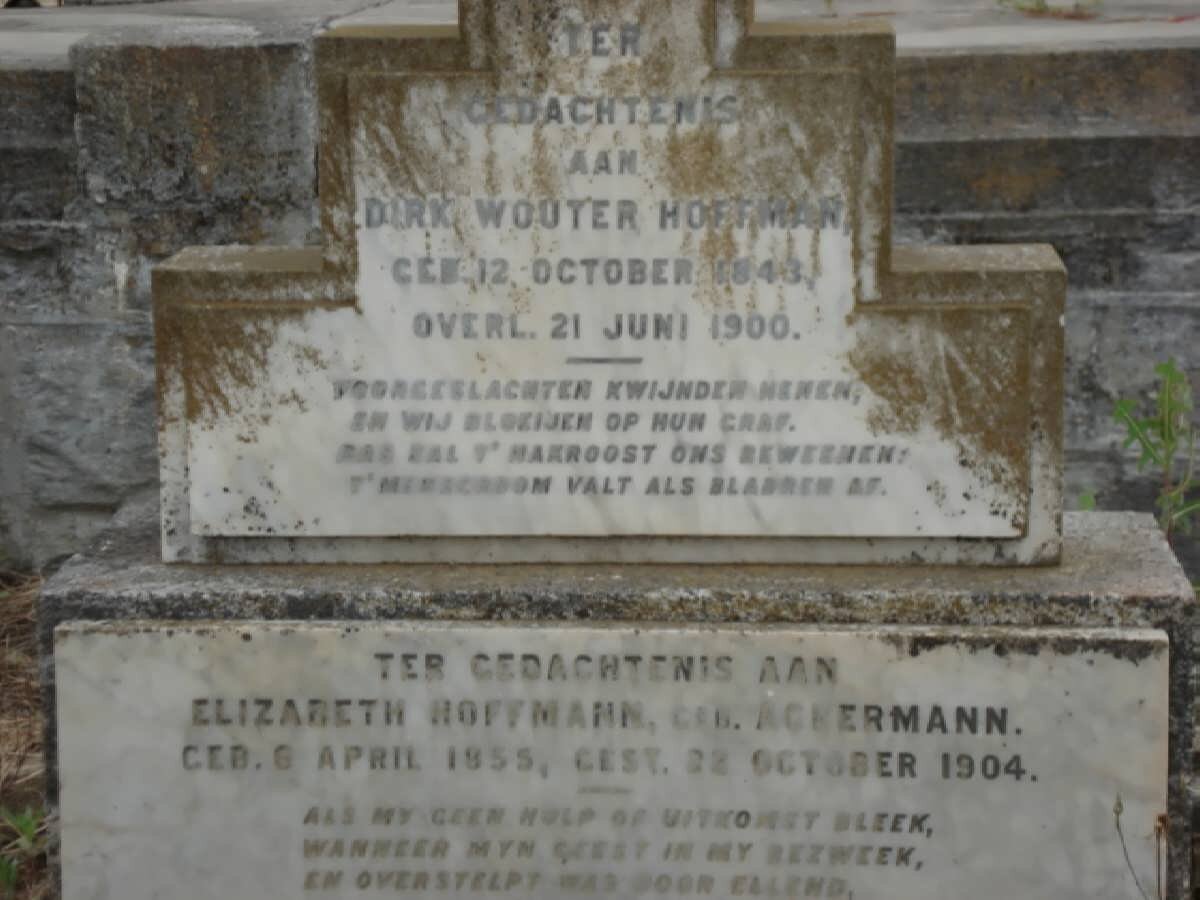 TER
GEDACHTENIS
AAN
DIRK WOUTER HOFFMAN,
GEB. 12 OCTOBER 1843,
OVERL. 21 JUNI 1900.
VOORGESLACHTEN KWIJNDEN HENEN,
EN WIJ BLOEIJEN OP HUN GRAF.
RAS ZAL T' NAKROOST ONS BEWEENEN:
T' MENSCHDOM VALT ALS BLADREN AF.
TER GEDACHTENIS AAN
ELIZABETH HOFFMANN, GEB. ACKERMANN.
GEB. 6 APRIL 1855, GEST. 22 OCTOBER 1904.
ALS MY GEEN HULP OF UITKOMST BLEEK,
WANNEER MYN GEEST IN MY BEZWEEK,
EN OVERSTELPT WAS DOOR ELLEND,